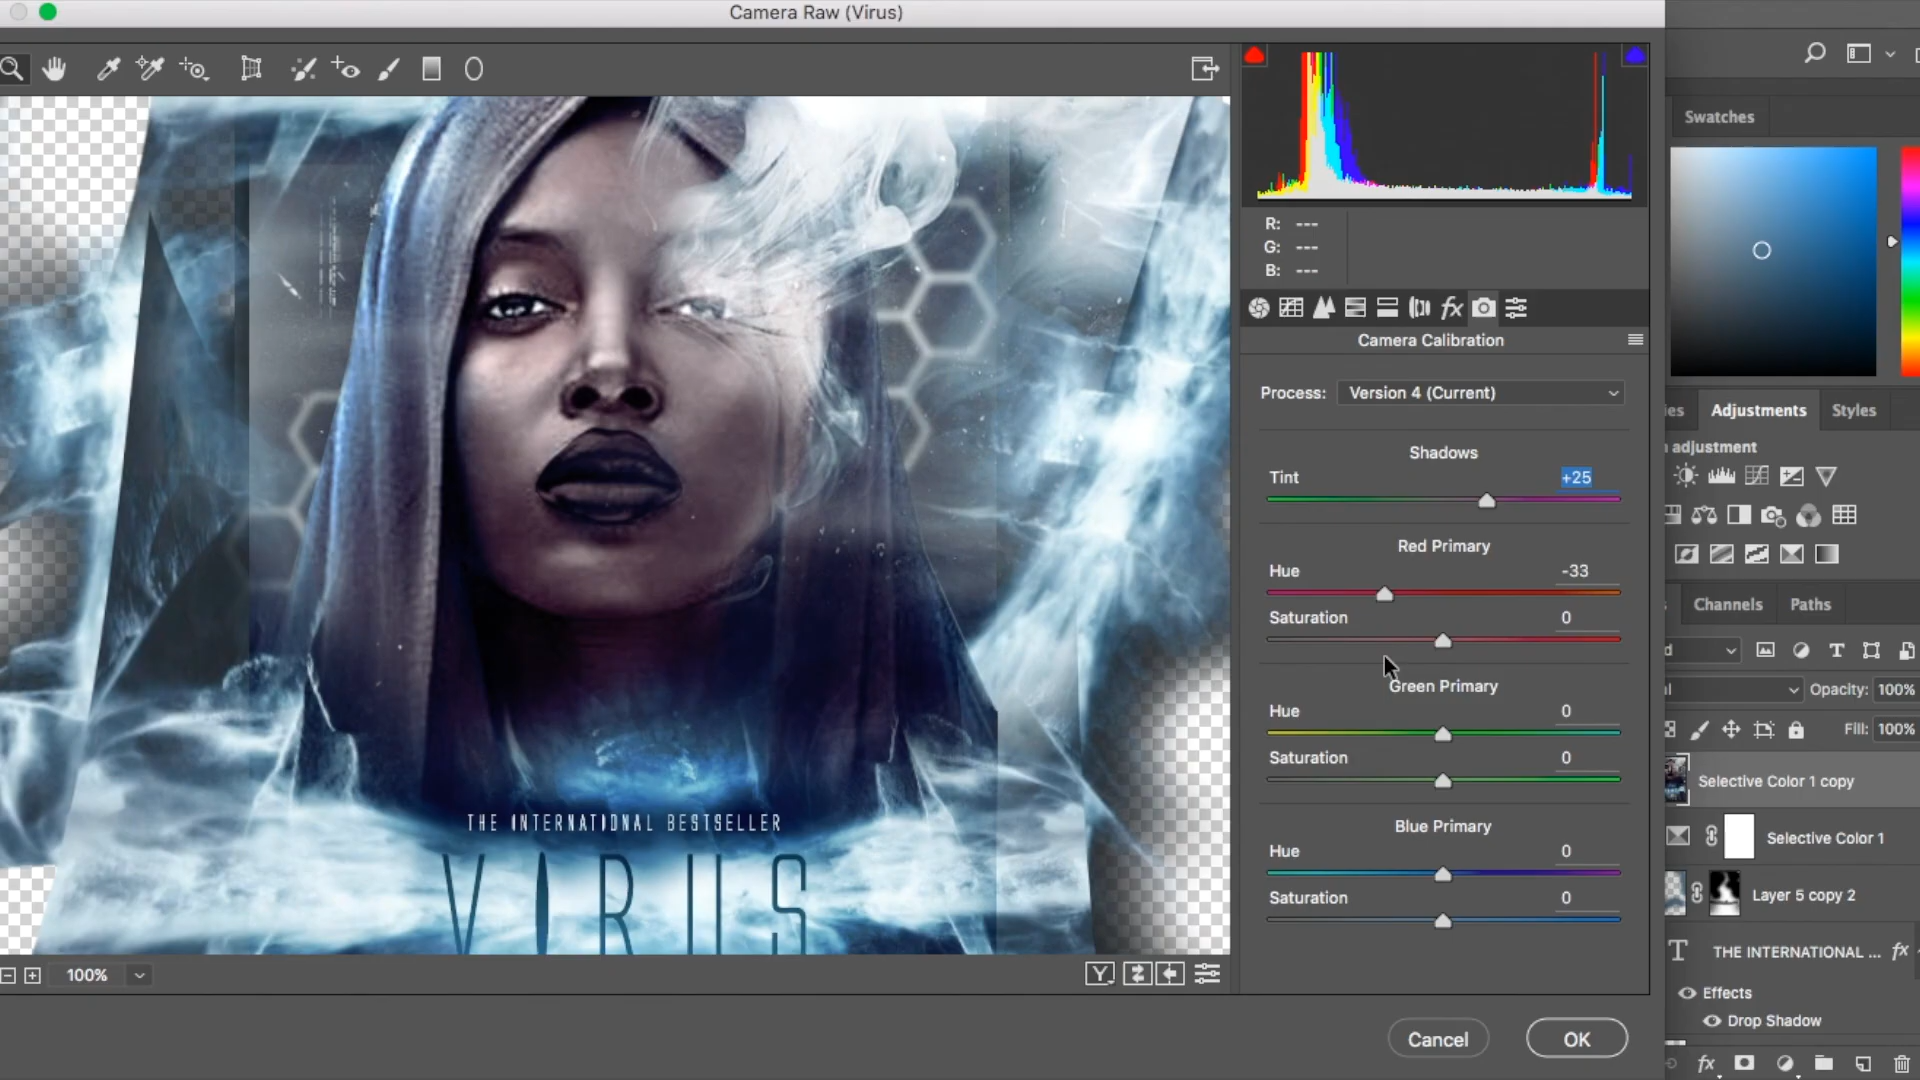 Camera Raw (Virus)
Swatches
R: ---
G: ---
B: ---
fx
Camera Calibration
Process: Version 4 (Current)
Adjustments
Styles
adjustment
Shadows
Tint +25
Red Primary
Hue -33
Saturation 0
Channels
Paths
Green Primary
Opacity: 100%
Hue 0
Fill: 100%
Saturation 0
Selective Color 1 copy
THE INTERNATIONAL BESTSELLER
Blue Primary
Selective Color 1
VIRUS
Hue 0
Saturation 0
Layer 5 copy 2
T THE INTERNATIONAL ... fx
100%
Y
Effects
Drop Shadow
Cancel
OK
fx